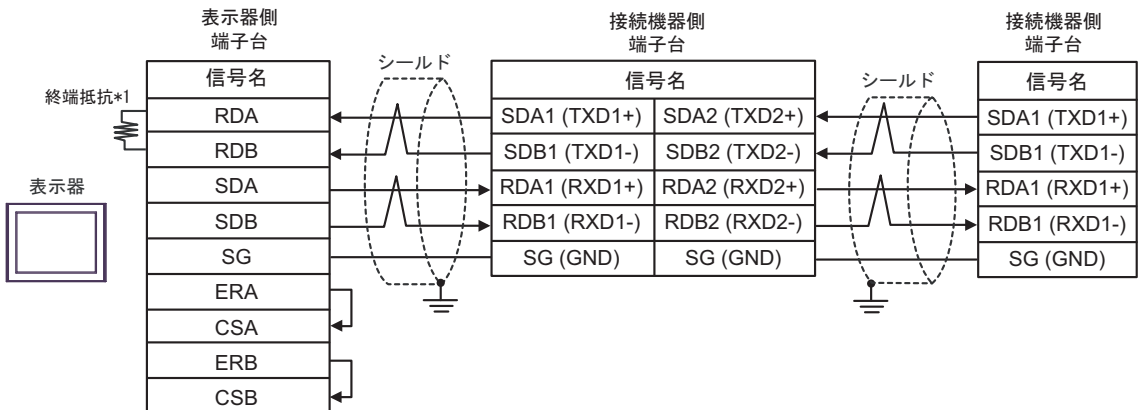 表示器側
端子台
接続機器側
端子台
接続機器側
端子台
終端抵抗*1
表示器
シールド
シールド
信号名
RDA
RDB
SDA
SDB
SG
ERA
CSA
ERB
CSB
信号名
SDA1 (TXD1+) SDA2 (TXD2+)
SDB1 (TXD1-) SDB2 (TXD2-)
RDA1 (RXD1+) RDA2 (RXD2+)
RDB1 (RXD1-) RDB2 (RXD2-)
SG (GND) SG (GND)
信号名
SDA1 (TXD1+)
SDB1 (TXD1-)
RDA1 (RXD1+)
RDB1 (RXD1-)
SG (GND)